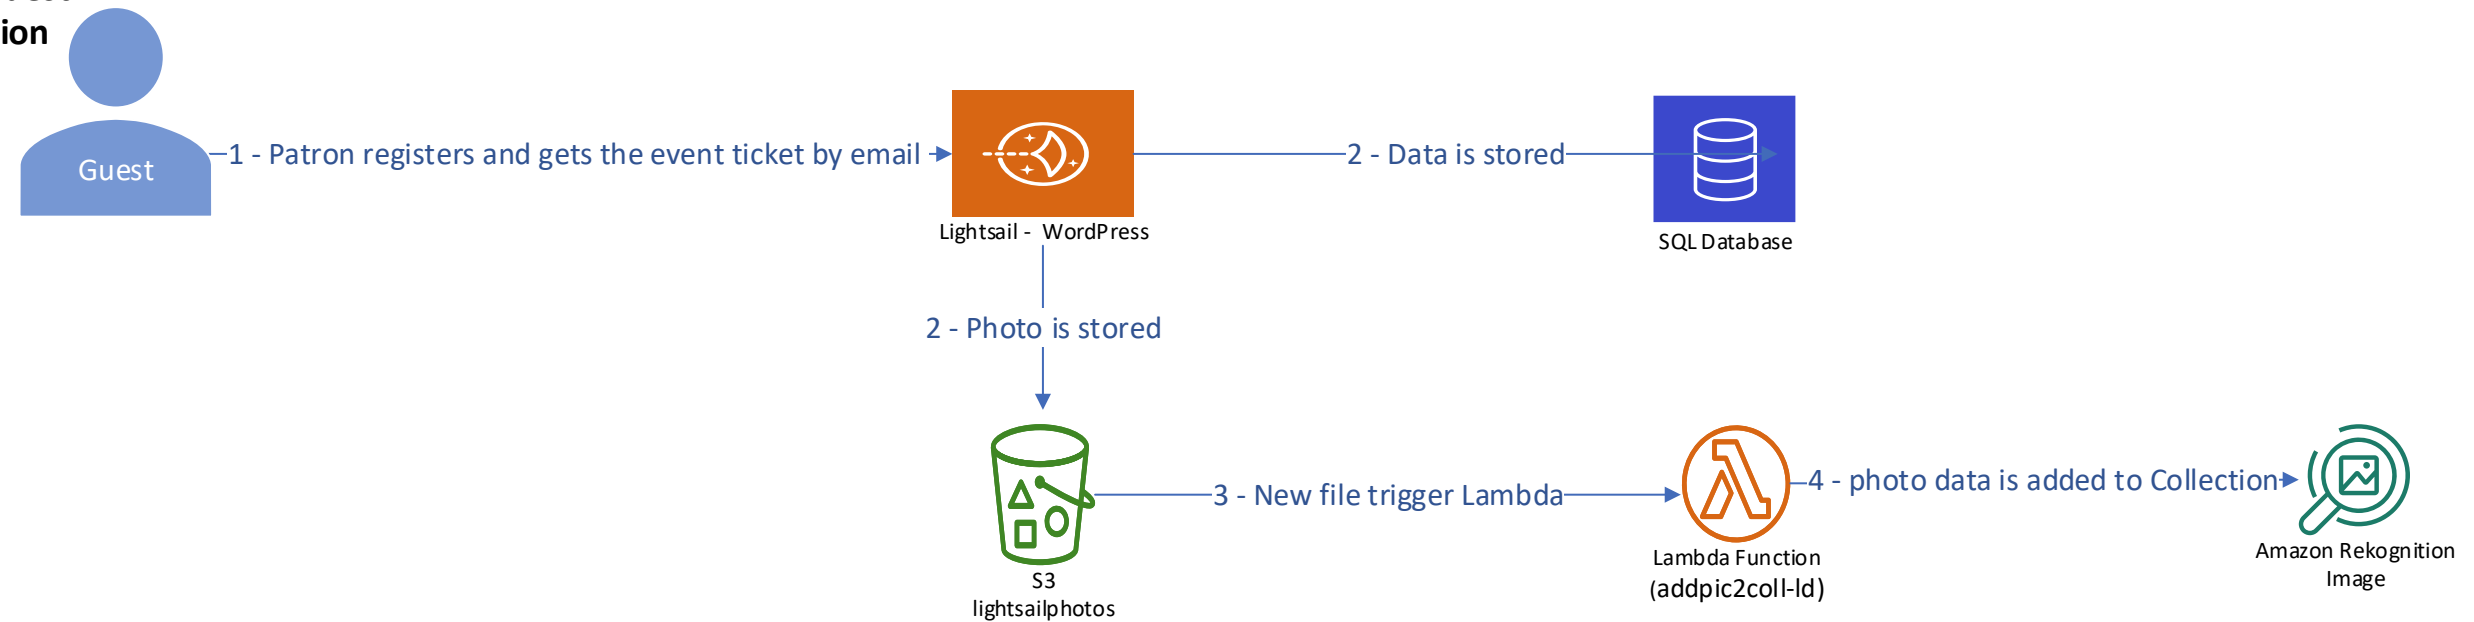 ion
Guest
1 - Patron registers and gets the event ticket by email
2 - Data is stored
Lightsail - WordPress
SQL Database
2 - Photo is stored
3 - New file trigger Lambda
4 - photo data is added to Collection
S3
lightsailphotos
Lambda Function
(addpic2coll-ld)
Amazon Rekognition
Image